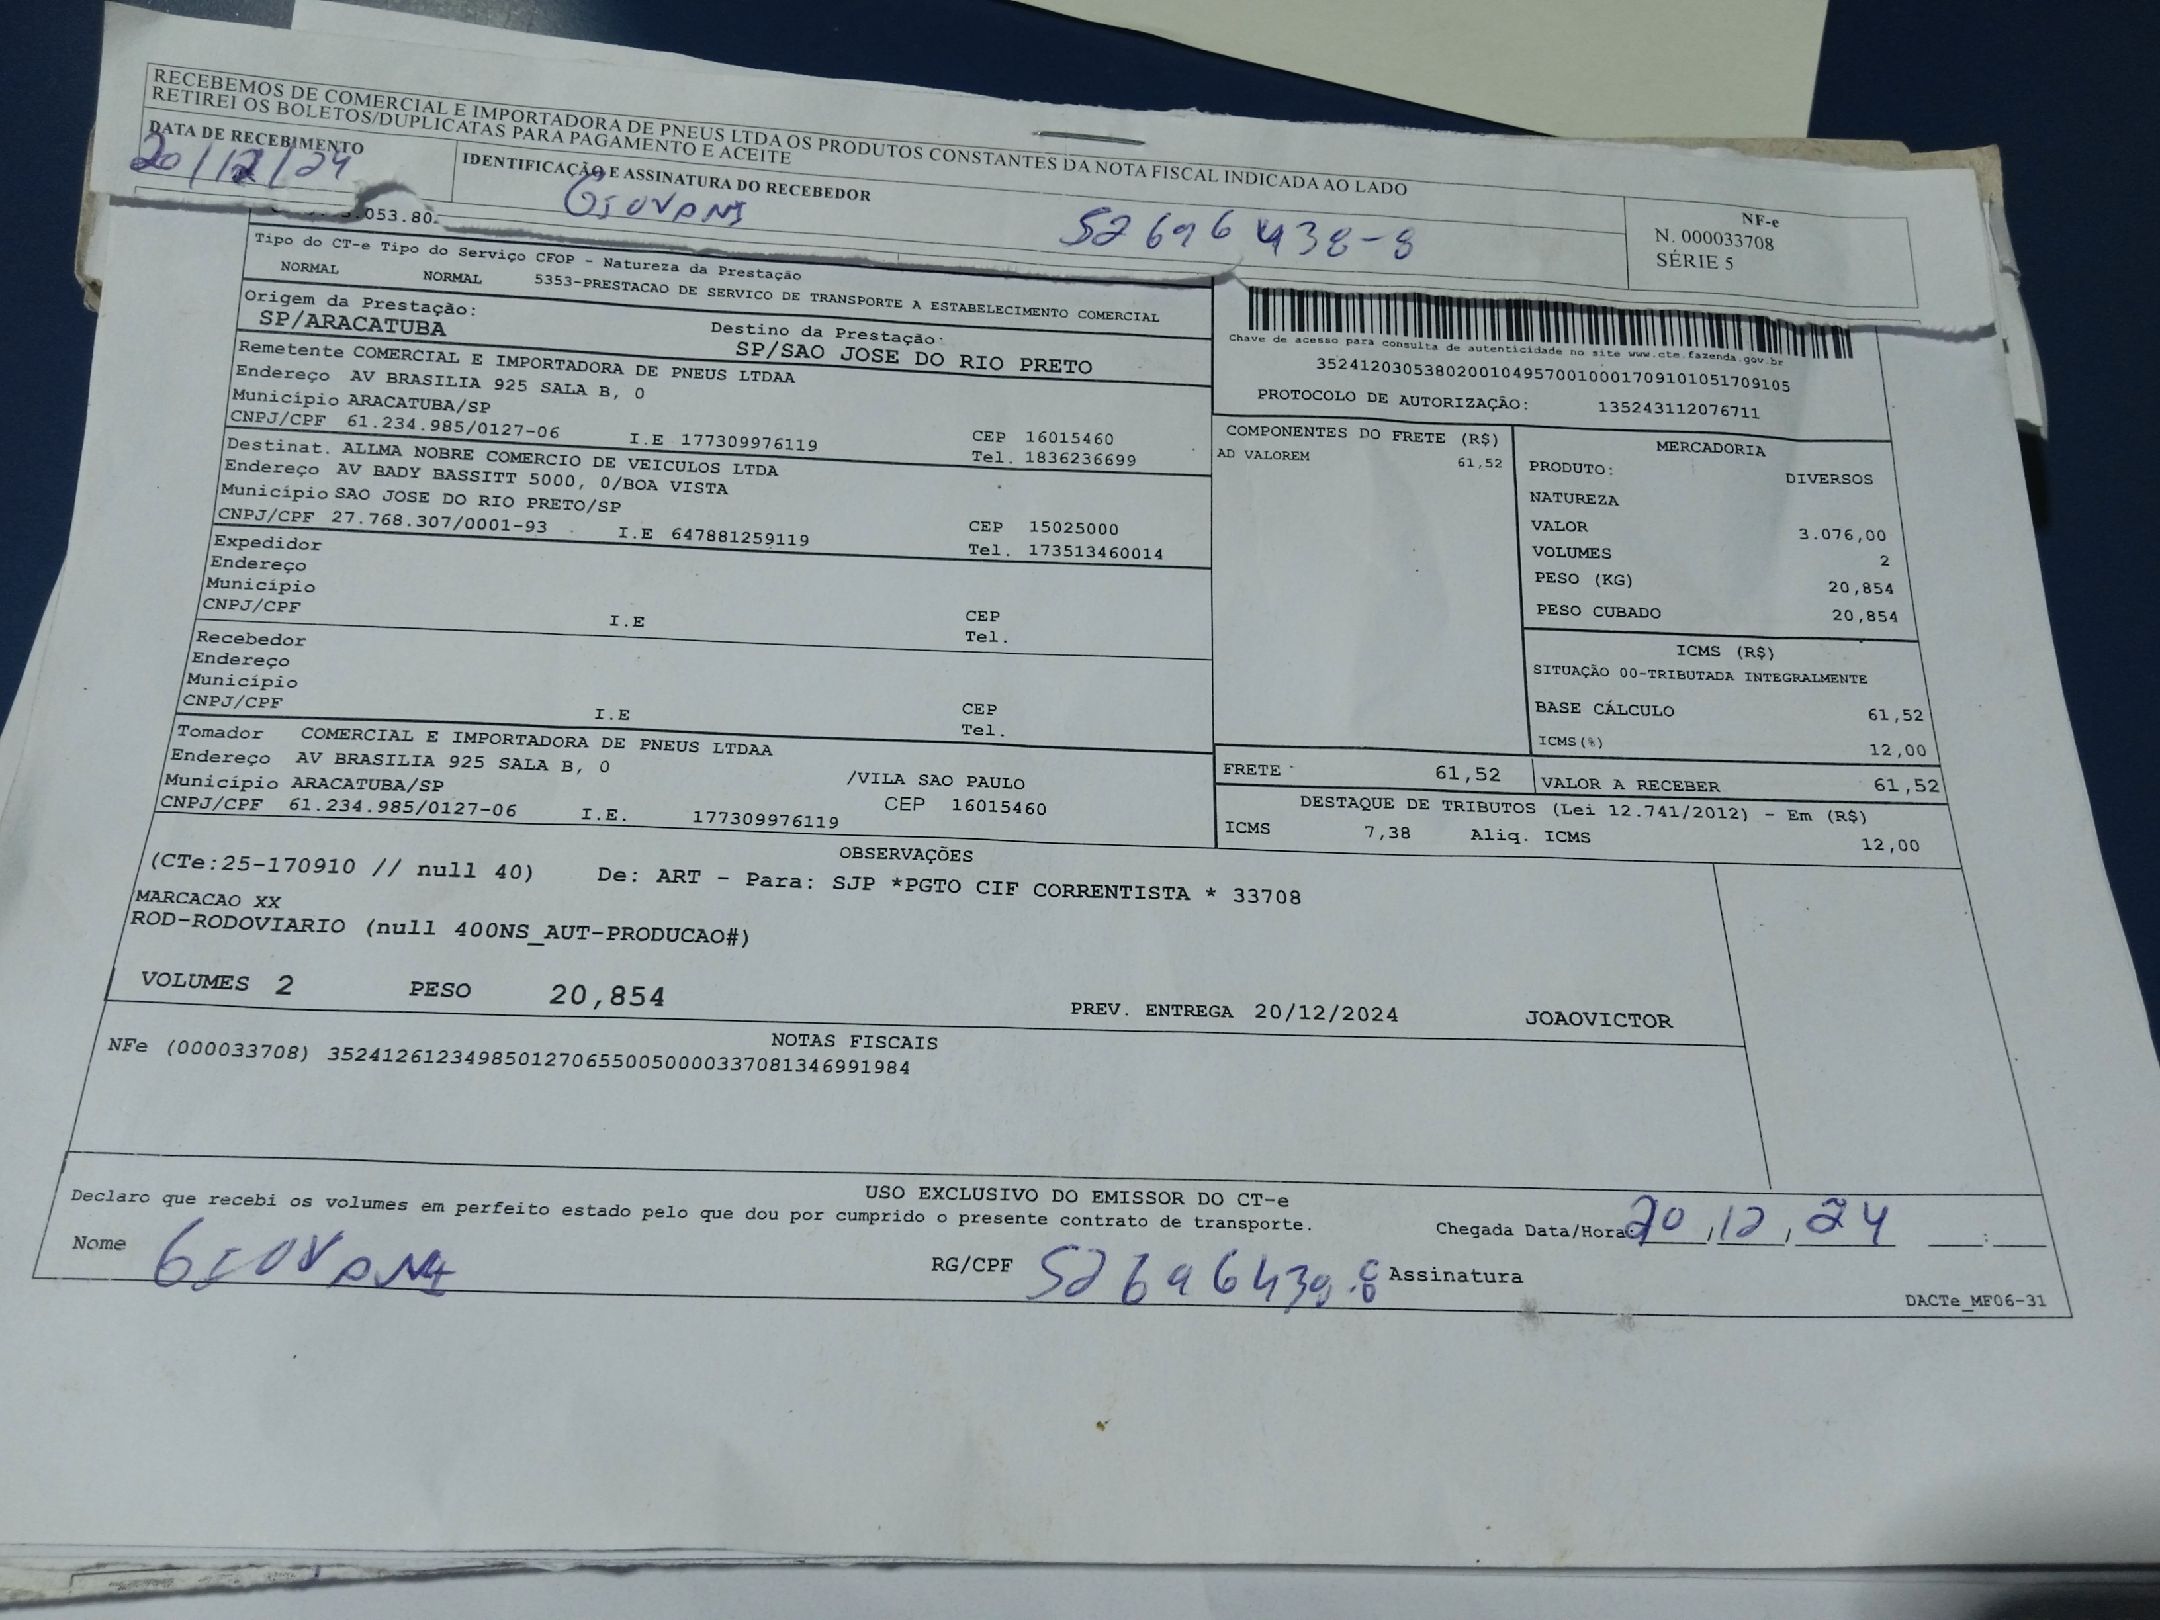 RECEBEMOS DE COMERCIAL E IMPORTADORA DE PNEUS LTDA OS PRODUTOS CONSTANTES DA NOTA FISCAL INDICADA AO LADO
RETIREI OS BOLETOS/DUPLICATAS PARA PAGAMENTO E ACEITE
DATA DE RECEBIMENTO
20/12/24
IDENTIFICAÇÃO E ASSINATURA DO RECEBEDOR
GIOVANI 52696438-8
NF-e
N. 000033708
SÉRIE 5
.053.80
Tipo do CT-e Tipo do Serviço CFOP - Natureza da Prestação
NORMAL NORMAL 5353-PRESTACAO DE SERVICO DE TRANSPORTE A ESTABELECIMENTO COMERCIAL
Origem da Prestação: Destino da Prestação:
SP/ARACATUBA SP/SAO JOSE DO RIO PRETO
Chave de acesso para consulta de autenticidade no site www.cte.fazenda.gov.br
35241203053802001049570010001709101051709105
PROTOCOLO DE AUTORIZAÇÃO: 135243112076711
Remetente COMERCIAL E IMPORTADORA DE PNEUS LTDAA
Endereço AV BRASILIA 925 SALA B, 0
Município ARACATUBA/SP CEP 16015460
CNPJ/CPF 61.234.985/0127-06 I.E 177309976119 Tel. 1836236699
Destinat. ALLMA NOBRE COMERCIO DE VEICULOS LTDA
Endereço AV BADY BASSITT 5000, 0/BOA VISTA
Município SAO JOSE DO RIO PRETO/SP CEP 15025000
CNPJ/CPF 27.768.307/0001-93 I.E 647881259119 Tel. 173513460014
Expedidor
Endereço
Município CEP
CNPJ/CPF I.E Tel.
Recebedor
Endereço
Município CEP
CNPJ/CPF I.E Tel.
Tomador COMERCIAL E IMPORTADORA DE PNEUS LTDAA
Endereço AV BRASILIA 925 SALA B, 0 /VILA SAO PAULO
Município ARACATUBA/SP CEP 16015460
CNPJ/CPF 61.234.985/0127-06 I.E. 177309976119
COMPONENTES DO FRETE (R$)
AD VALOREM 61,52
MERCADORIA
PRODUTO: DIVERSOS
NATUREZA
VALOR 3.076,00
VOLUMES 2
PESO (KG) 20,854
PESO CUBADO 20,854
ICMS (R$)
SITUAÇÃO 00-TRIBUTADA INTEGRALMENTE
BASE CÁLCULO 61,52
ICMS(%) 12,00
FRETE 61,52 VALOR A RECEBER 61,52
DESTAQUE DE TRIBUTOS (Lei 12.741/2012) - Em (R$)
ICMS 7,38 Aliq. ICMS 12,00
OBSERVAÇÕES
(CTe:25-170910 // null 40) De: ART - Para: SJP *PGTO CIF CORRENTISTA * 33708
MARCACAO XX
ROD-RODOVIARIO (null 400NS_AUT-PRODUCAO#)
VOLUMES 2 PESO 20,854 PREV. ENTREGA 20/12/2024 JOAOVICTOR
NOTAS FISCAIS
NFe (000033708) 35241261234985012706550050000337081346991984
USO EXCLUSIVO DO EMISSOR DO CT-e
Declaro que recebi os volumes em perfeito estado pelo que dou por cumprido o presente contrato de transporte. Chegada Data/Hora: 20,12,24 :
Nome GIOVANI RG/CPF 52696438-8 Assinatura
DACTe_MF06-31